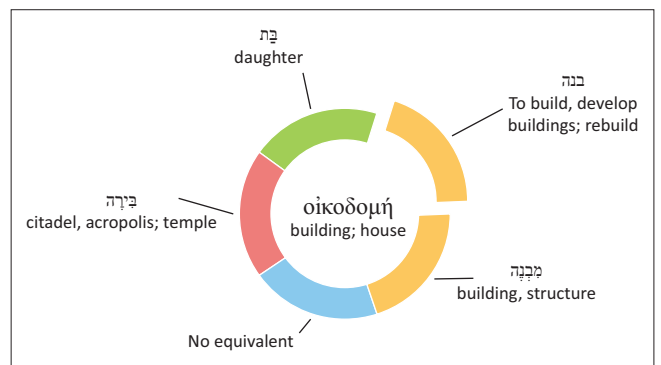 בַּת
daughter
בנה
To build, develop
buildings; rebuild
בִּירָה
citadel, acropolis; temple
οἰκοδομή
building; house
מִבְנֶה
building, structure
No equivalent